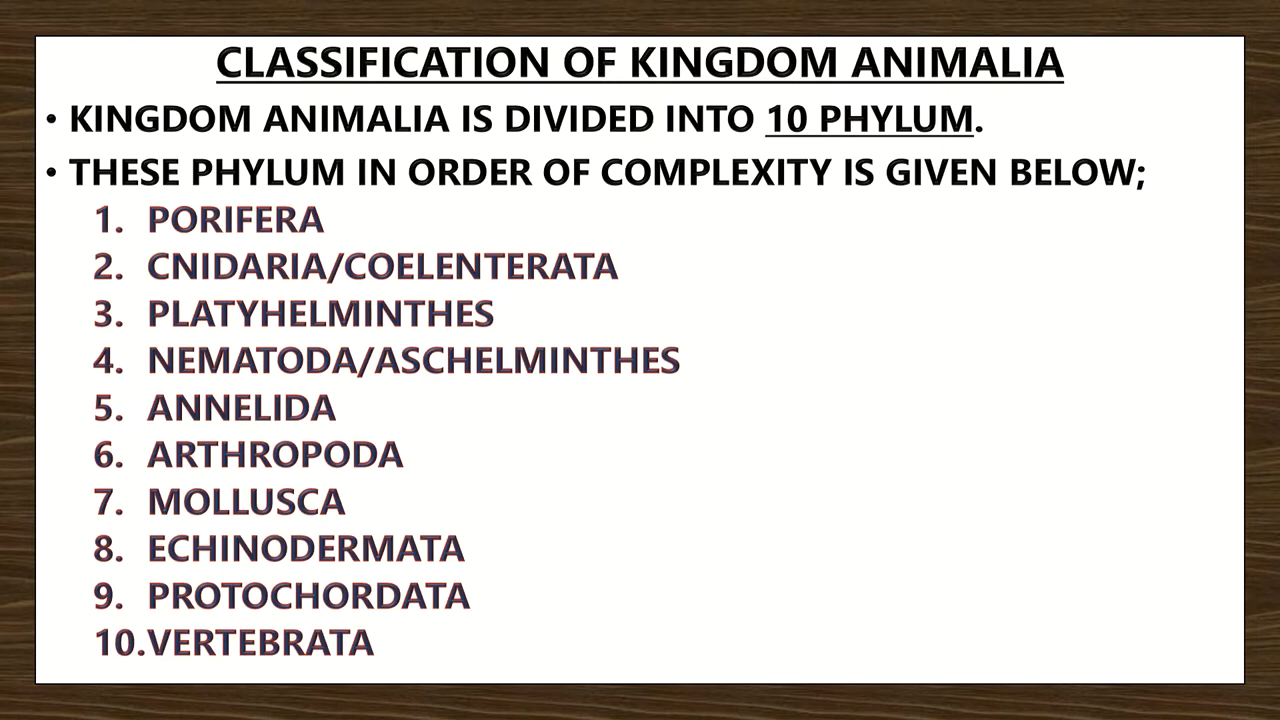 CLASSIFICATION OF KINGDOM ANIMALIA
• KINGDOM ANIMALIA IS DIVIDED INTO 10 PHYLUM.
• THESE PHYLUM IN ORDER OF COMPLEXITY IS GIVEN BELOW;
1. PORIFERA
2. CNIDARIA/COELENTERATA
3. PLATYHELMINTHES
4. NEMATODA/ASCHELMINTHES
5. ANNELIDA
6. ARTHROPODA
7. MOLLUSCA
8. ECHINODERMATA
9. PROTOCHORDATA
10.VERTEBRATA